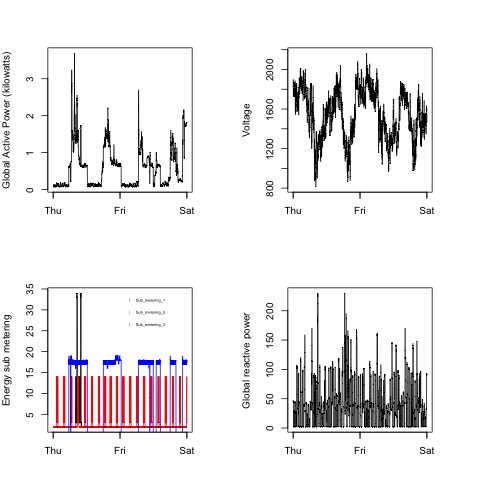 Global Active Power (kilowatts)
0 1 2 3
Thu Fri Sat
Voltage
800 1200 1600 2000
Thu Fri Sat
Energy sub metering
5 10 15 20 25 30 35
Sub_metering_1
Sub_metering_2
Sub_metering_3
Thu Fri Sat
Global reactive power
0 50 100 150 200
Thu Fri Sat